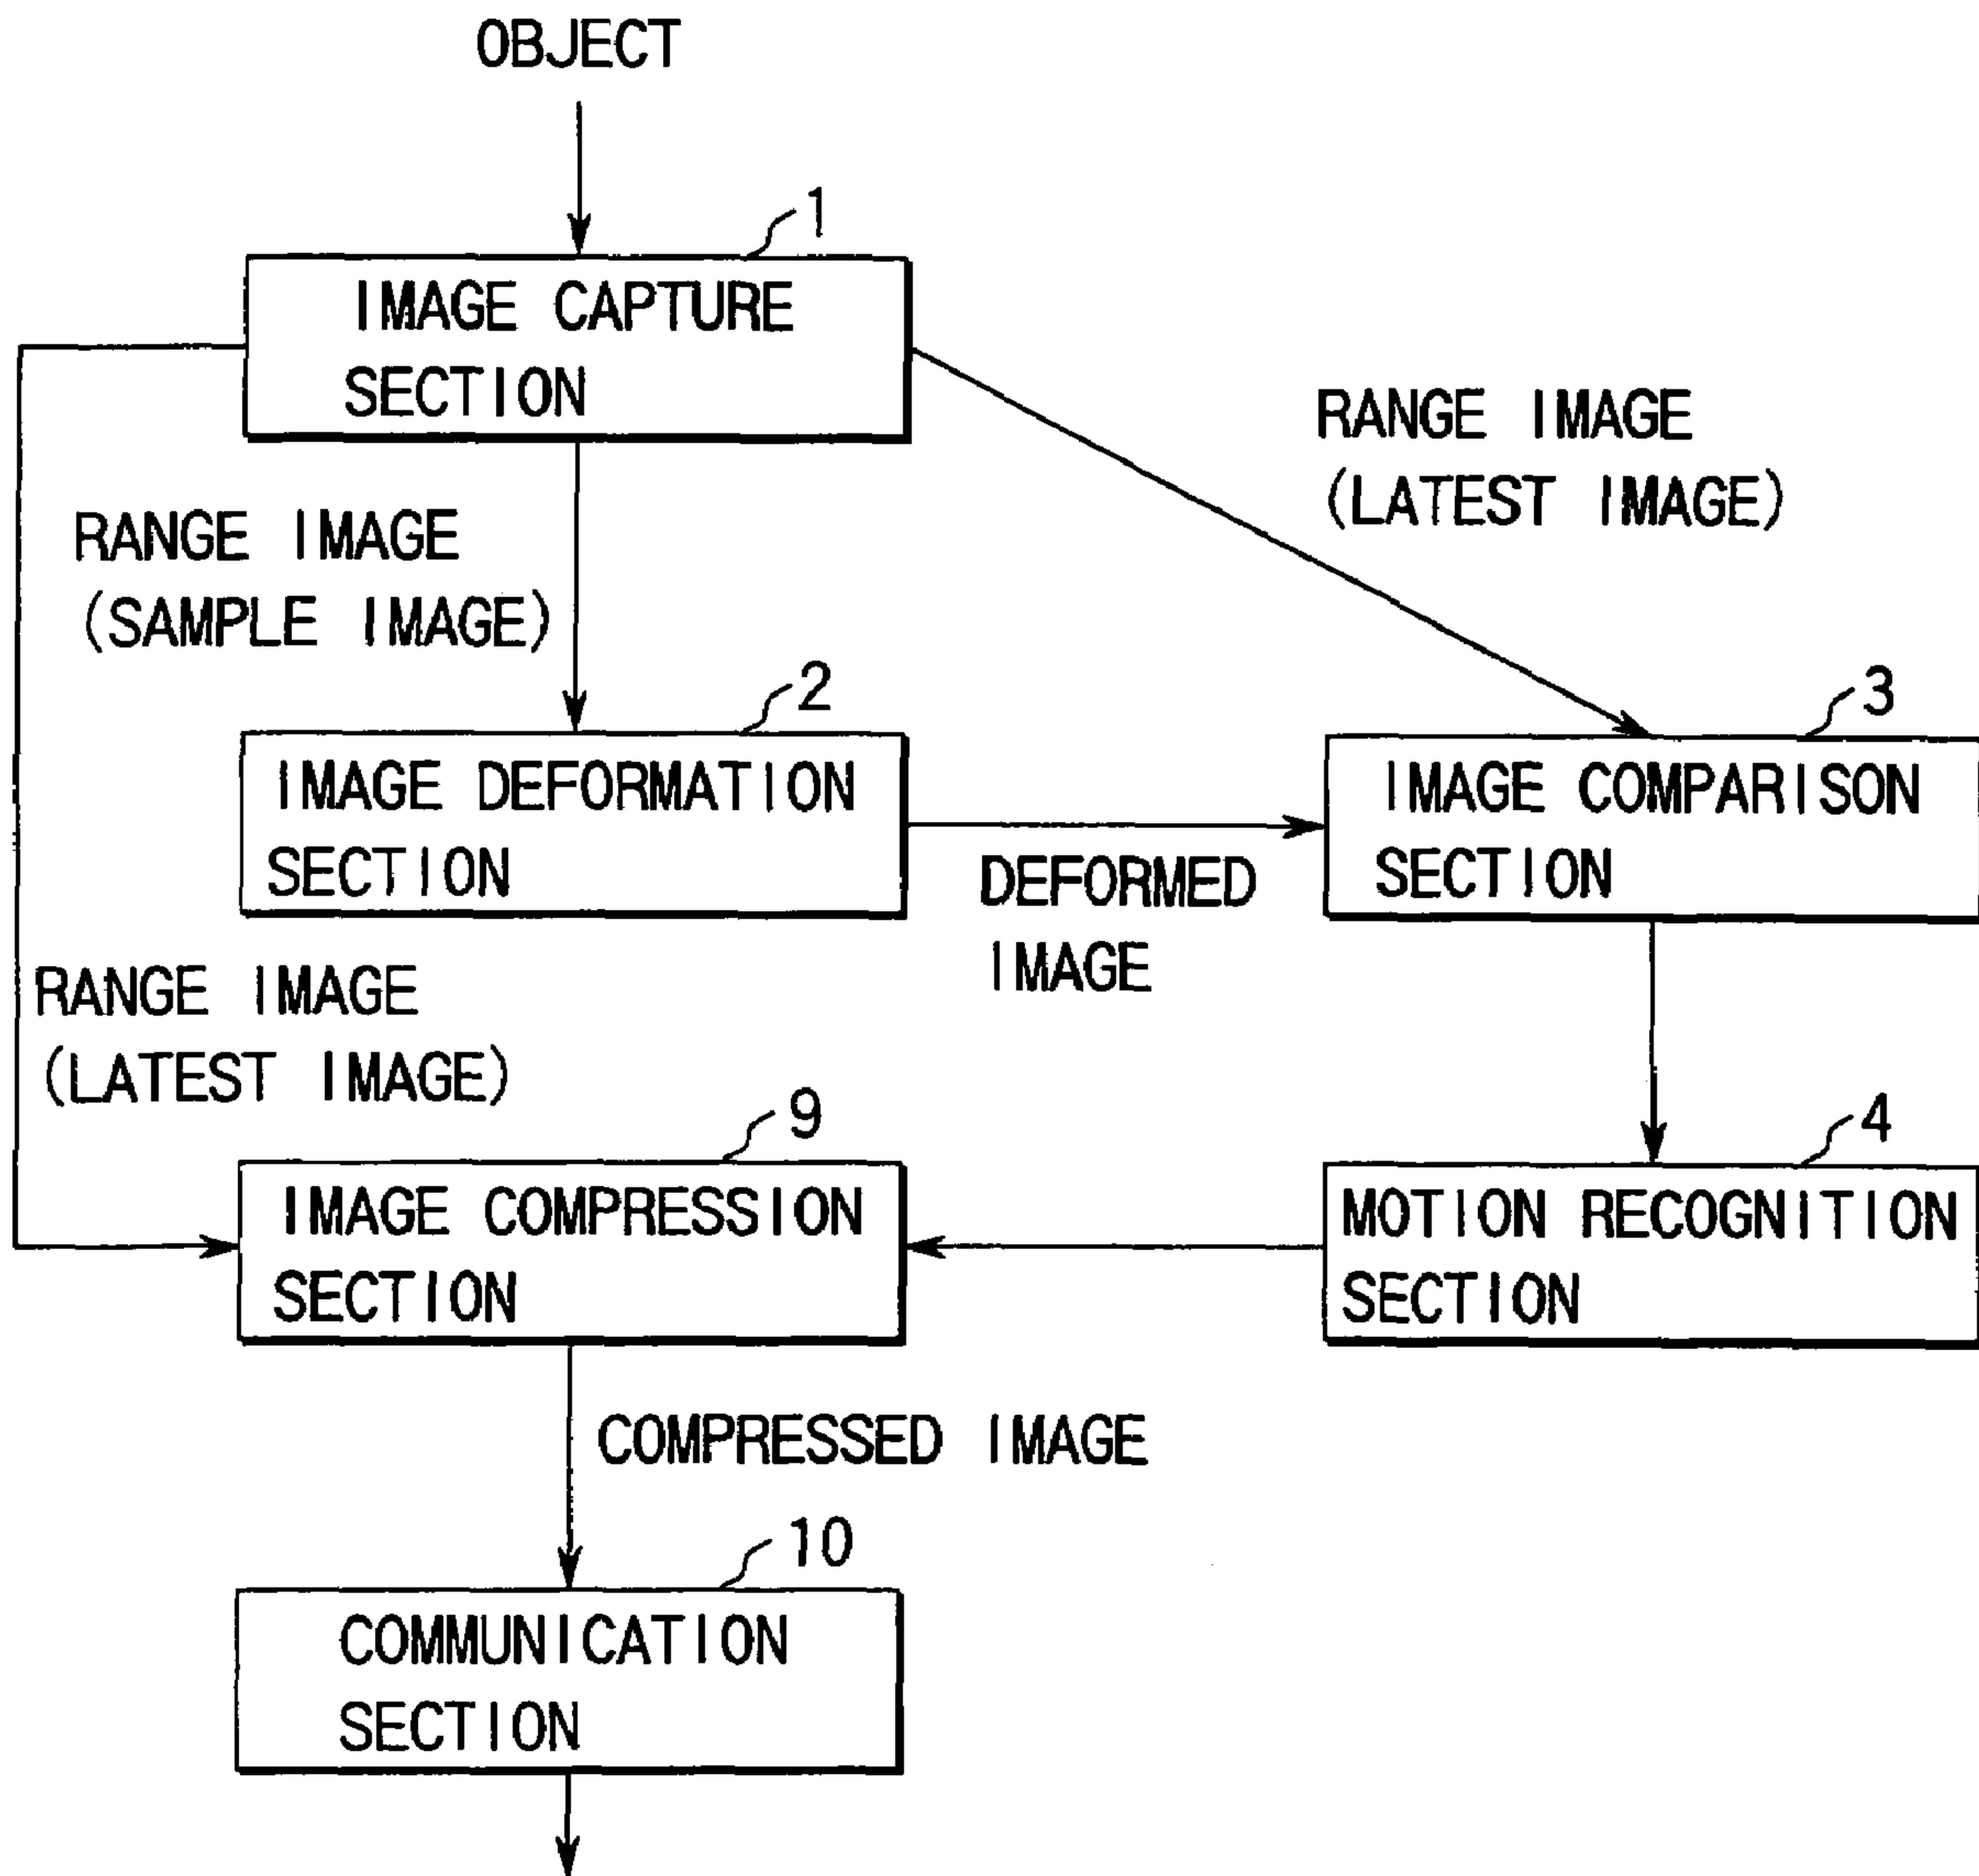 OBJECT
1
IMAGE CAPTURE
SECTION
RANGE IMAGE
(LATEST IMAGE)
RANGE IMAGE
(SAMPLE IMAGE)
2
IMAGE DEFORMATION
SECTION
3
IMAGE COMPARISON
SECTION
DEFORMED
IMAGE
RANGE IMAGE
(LATEST IMAGE)
9
IMAGE COMPRESSION
SECTION
4
MOTION RECOGNITION
SECTION
COMPRESSED IMAGE
10
COMMUNICATION
SECTION